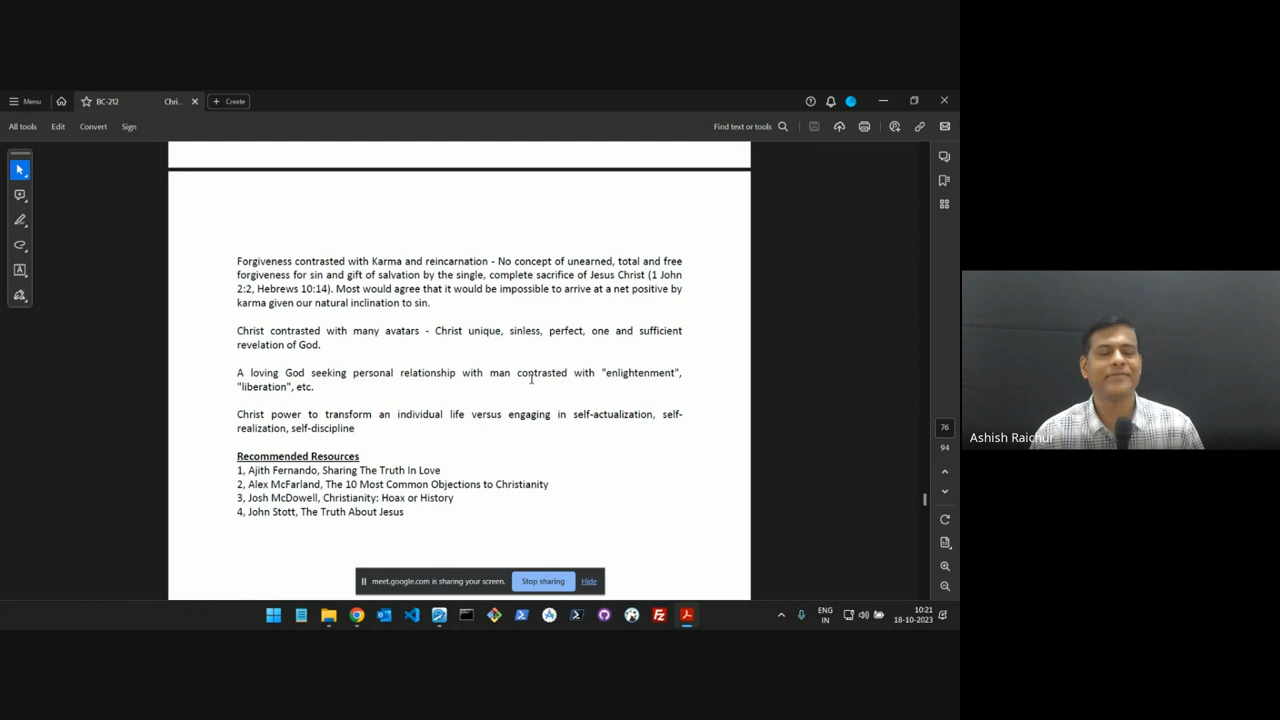 Menu
BC-212
Chri...
Create
All tools
Edit
Convert
Sign
Find text or tools
Forgiveness contrasted with Karma and reincarnation - No concept of unearned, total and free
forgiveness for sin and gift of salvation by the single, complete sacrifice of Jesus Christ (1 John
2:2, Hebrews 10:14). Most would agree that it would be impossible to arrive at a net positive by
karma given our natural inclination to sin.
Christ contrasted with many avatars - Christ unique, sinless, perfect, one and sufficient
revelation of God.
A loving God seeking personal relationship with man contrasted with "enlightenment",
"liberation", etc.
Christ power to transform an individual life versus engaging in self-actualization, self-
realization, self-discipline
Recommended Resources
1, Ajith Fernando, Sharing The Truth In Love
2, Alex McFarland, The 10 Most Common Objections to Christianity
3, Josh McDowell, Christianity: Hoax or History
4, John Stott, The Truth About Jesus
76
94
Ashish Raichur
meet.google.com is sharing your screen.
Stop sharing
Hide
ENG
IN
10:21
18-10-2023